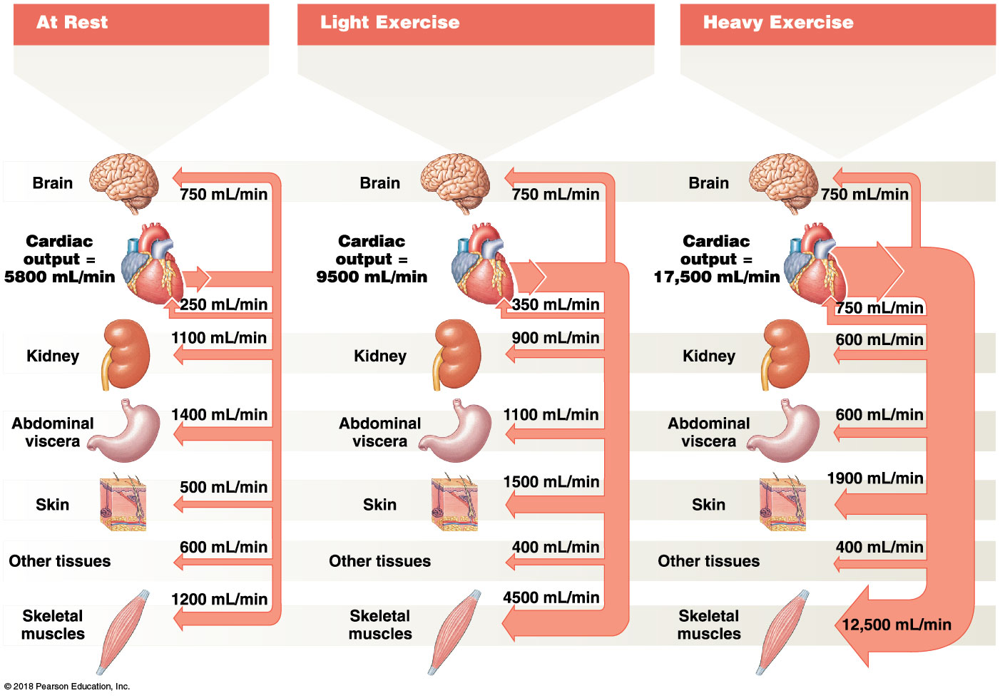 At Rest
Light Exercise
Heavy Exercise
Brain
750 mL/min
Brain
750 mL/min
Brain
750 mL/min
Cardiac
output =
5800 mL/min
250 mL/min
Cardiac
output =
9500 mL/min
350 mL/min
Cardiac
output =
17,500 mL/min
750 mL/min
Kidney
1100 mL/min
Kidney
900 mL/min
Kidney
600 mL/min
Abdominal
viscera
1400 mL/min
Abdominal
viscera
1100 mL/min
Abdominal
viscera
600 mL/min
Skin
500 mL/min
Skin
1500 mL/min
Skin
1900 mL/min
Other tissues
600 mL/min
Other tissues
400 mL/min
Other tissues
400 mL/min
Skeletal
muscles
1200 mL/min
Skeletal
muscles
4500 mL/min
Skeletal
muscles
12,500 mL/min
© 2018 Pearson Education, Inc.